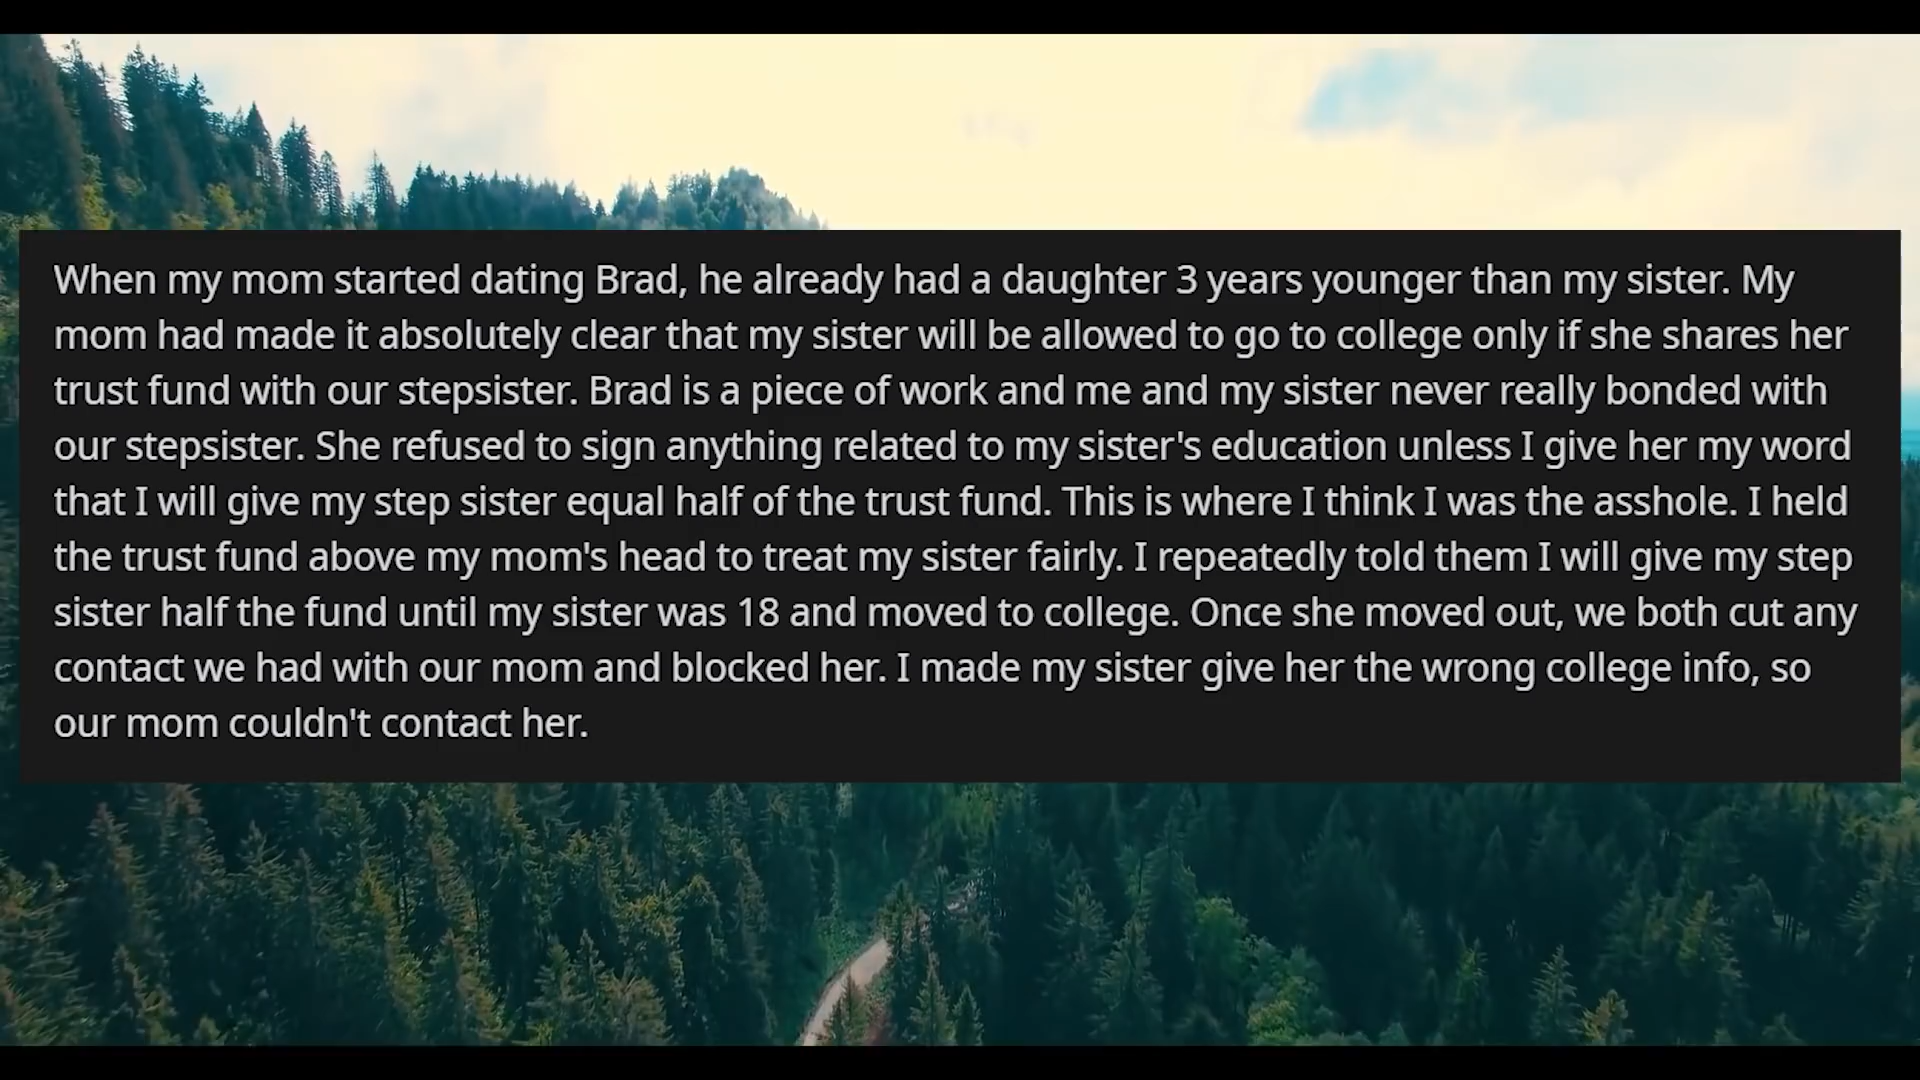 When my mom started dating Brad, he already had a daughter 3 years younger than my sister. My
mom had made it absolutely clear that my sister will be allowed to go to college only if she shares her
trust fund with our stepsister. Brad is a piece of work and me and my sister never really bonded with
our stepsister. She refused to sign anything related to my sister's education unless I give her my word
that I will give my step sister equal half of the trust fund. This is where I think I was the asshole. I held
the trust fund above my mom's head to treat my sister fairly. I repeatedly told them I will give my step
sister half the fund until my sister was 18 and moved to college. Once she moved out, we both cut any
contact we had with our mom and blocked her. I made my sister give her the wrong college info, so
our mom couldn't contact her.